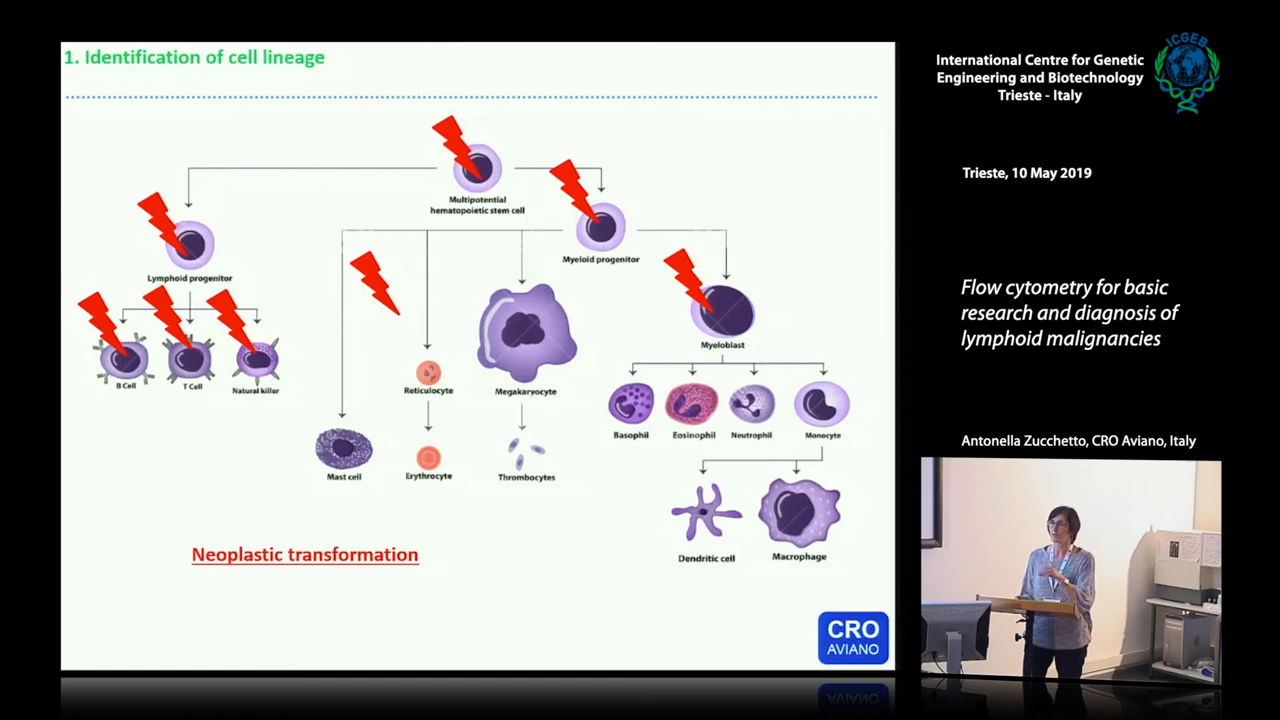 1. Identification of cell lineage
Multipotential
hematopoietic stem cell
Myeloid progenitor
Lymphoid progenitor
Myeloblast
B Cell
T Cell
Natural killer
Reticulocyte
Megakaryocyte
Basophil
Eosinophil
Neutrophil
Monocyte
Mast cell
Erythrocyte
Thrombocytes
Dendritic cell
Macrophage
Neoplastic transformation
CRO
AVIANO
International Centre for Genetic
Engineering and Biotechnology
Trieste - Italy
ICGEB
Trieste, 10 May 2019
Flow cytometry for basic
research and diagnosis of
lymphoid malignancies
Antonella Zucchetto, CRO Aviano, Italy